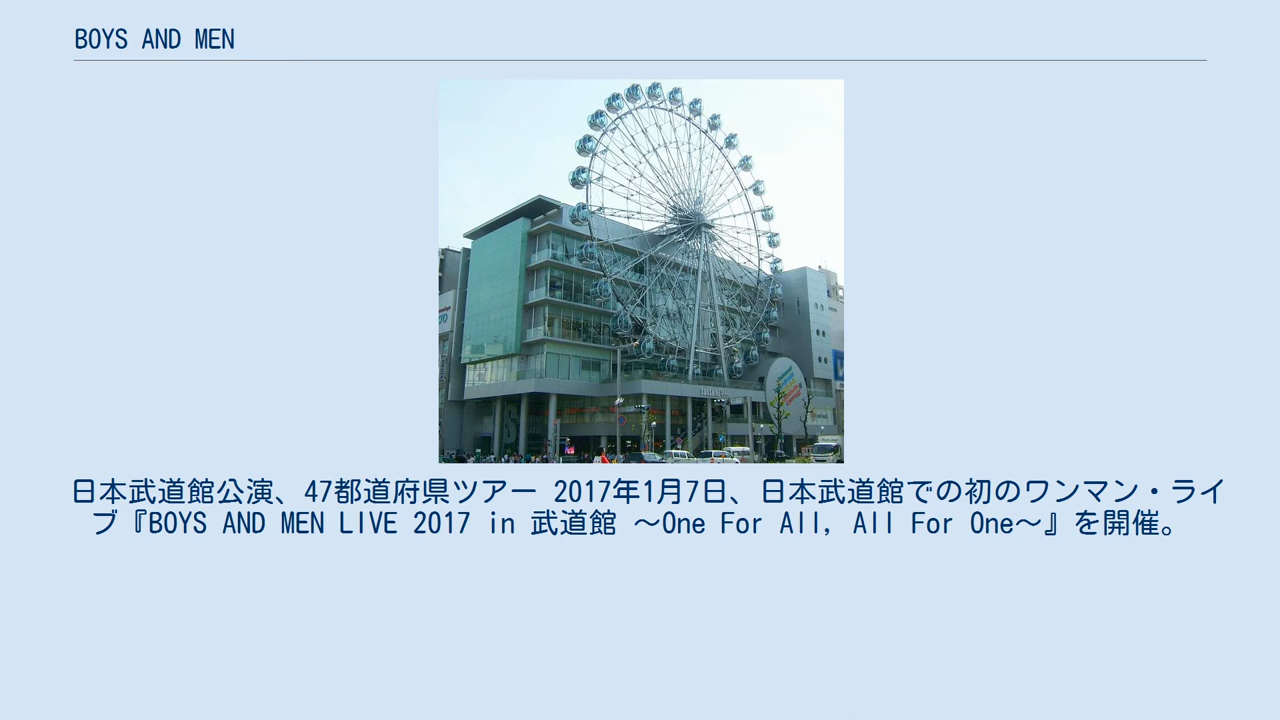 BOYS AND MEN
日本武道館公演、47都道府県ツアー 2017年1月7日、日本武道館での初のワンマン・ライ
ブ『BOYS AND MEN LIVE 2017 in 武道館 ～One For All, All For One～』を開催。